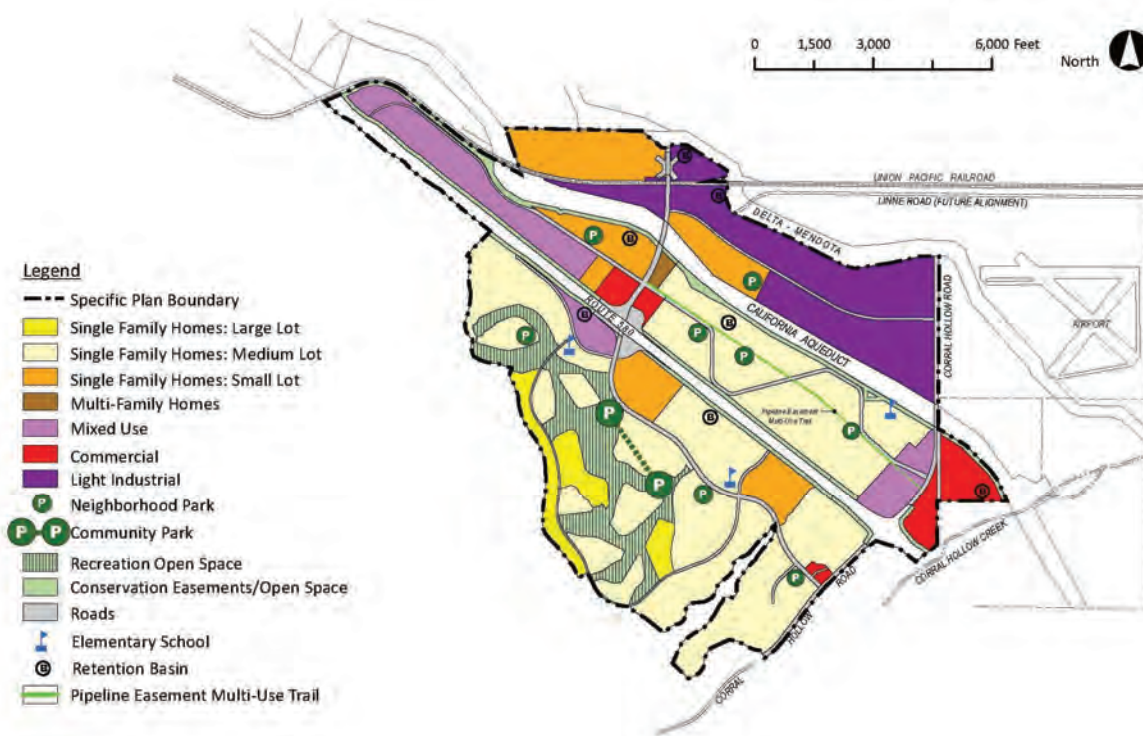 0 1,500 3,000 6,000 Feet
North
UNION PACIFIC RAILROAD
LINNE ROAD (FUTURE ALIGNMENT)
DELTA - MENDOTA
CALIFORNIA AQUEDUCT
CORRAL HOLLOW ROAD
AIRPORT
ROUTE 580
Pipeline Easement
Multi-Use Trail
CORRAL HOLLOW CREEK
CORRAL HOLLOW ROAD
Legend
Specific Plan Boundary
Single Family Homes: Large Lot
Single Family Homes: Medium Lot
Single Family Homes: Small Lot
Multi-Family Homes
Mixed Use
Commercial
Light Industrial
P Neighborhood Park
P P Community Park
Recreation Open Space
Conservation Easements/Open Space
Roads
Elementary School
B Retention Basin
Pipeline Easement Multi-Use Trail
P
P
P
P
P
P
P
P
P
P
B
B
B
B
B
B
B